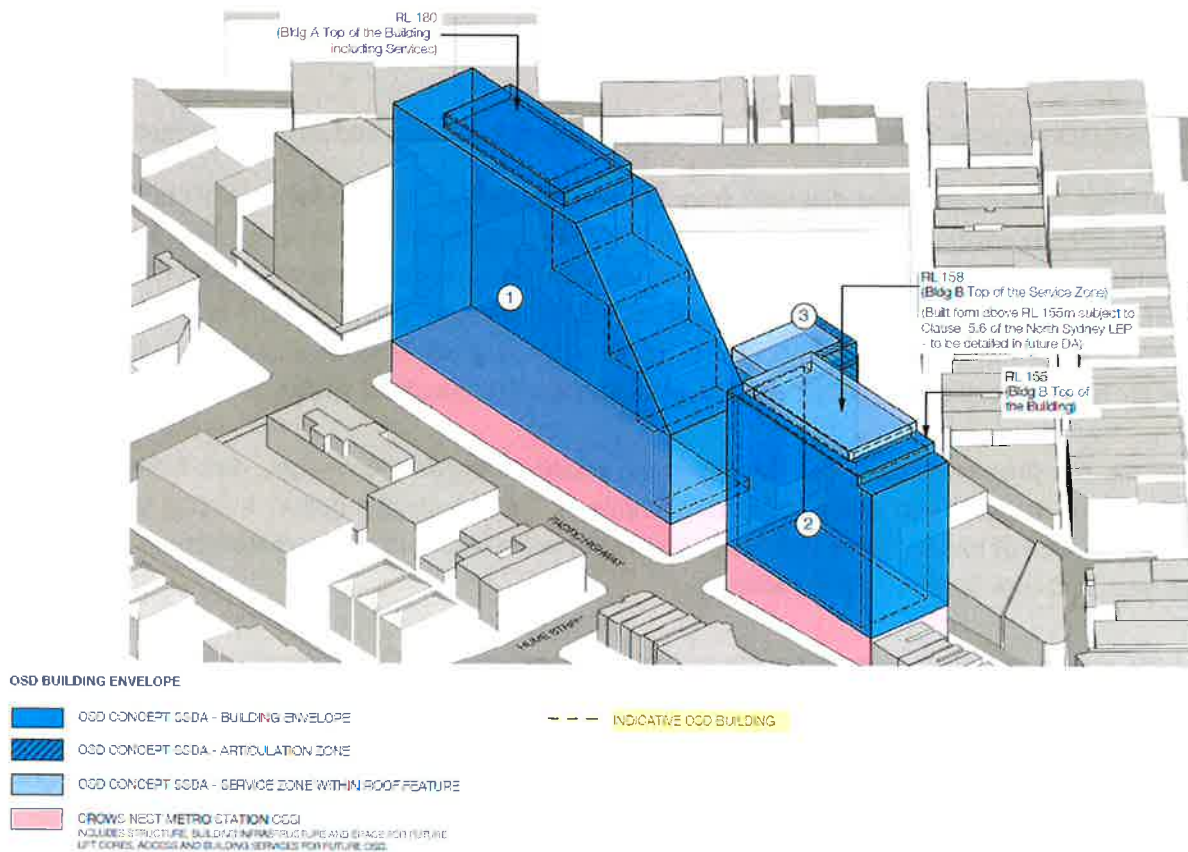 RL 180
(Bldg A Top of the Building
including Services)
1
3
RL 158
(Bldg B Top of the Service Zone)
(Built form above RL 155m subject to
Clause 5.6 of the North Sydney LEP
- to be detailed in future DA)
RL 155
(Bldg B Top of
the Building)
2
PACIFIC HIGHWAY
HUME STREET
OSD BUILDING ENVELOPE
OSD CONCEPT SSDA - BUILDING ENVELOPE
--- INDICATIVE OSD BUILDING
OSD CONCEPT SSDA - ARTICULATION ZONE
OSD CONCEPT SSDA - SERVICE ZONE WITHIN ROOF FEATURE
CROWS NEST METRO STATION CSSI
INCLUDES STRUCTURE, BUILDING INFRASTRUCTURE AND SPACE FOR FUTURE
LIFT CORES, ACCESS AND BUILDING SERVICES FOR FUTURE OSD.